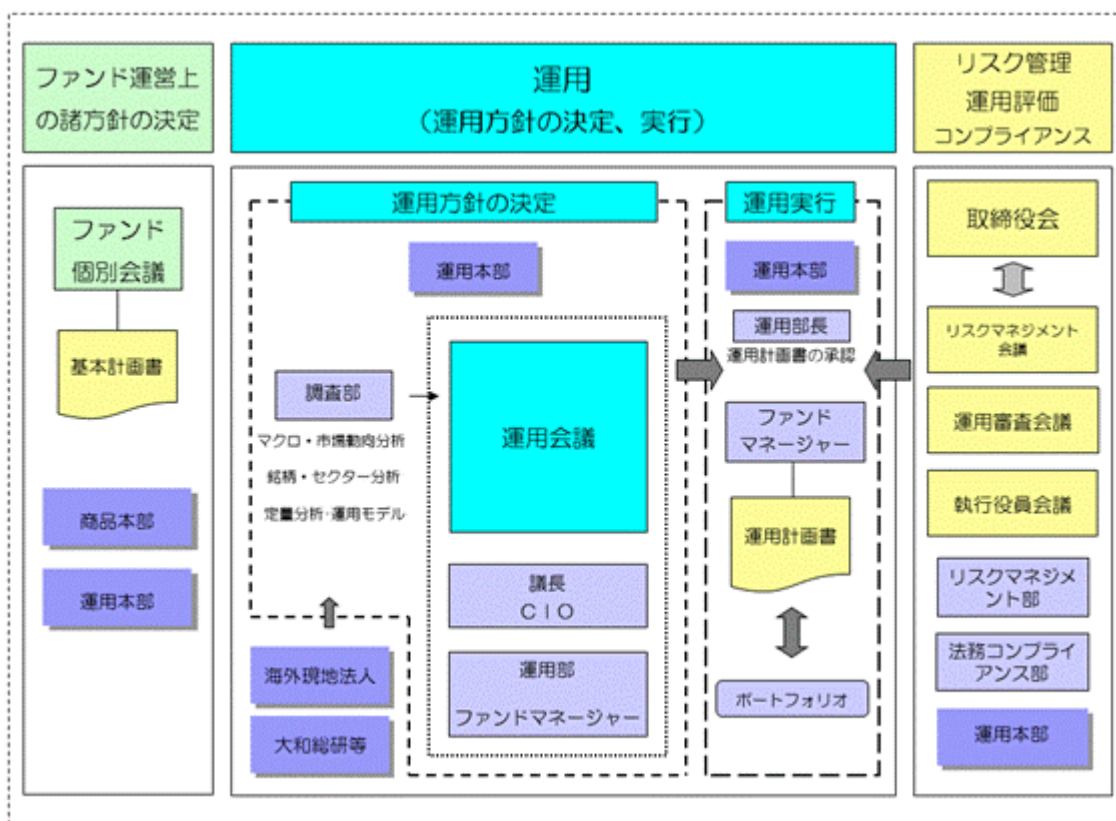 ファンド運営上
の諸方針の決定
運用
(運用方針の決定、実行)
リスク管理
運用評価
コンプライアンス
ファンド
個別会議
基本計画書
商品本部
運用本部
運用方針の決定
運用本部
調査部
マクロ・市場動向分析
銘柄・セクター分析
定量分析・運用モデル
海外現地法人
大和総研等
運用会議
議長
CIO
運用部
ファンドマネージャー
運用実行
運用本部
運用部長
運用計画書の承認
ファンド
マネージャー
運用計画書
ポートフォリオ
取締役会
リスクマネジメント
会議
運用審査会議
執行役員会議
リスクマネジメ
ント部
法務コンプライ
アンス部
運用本部